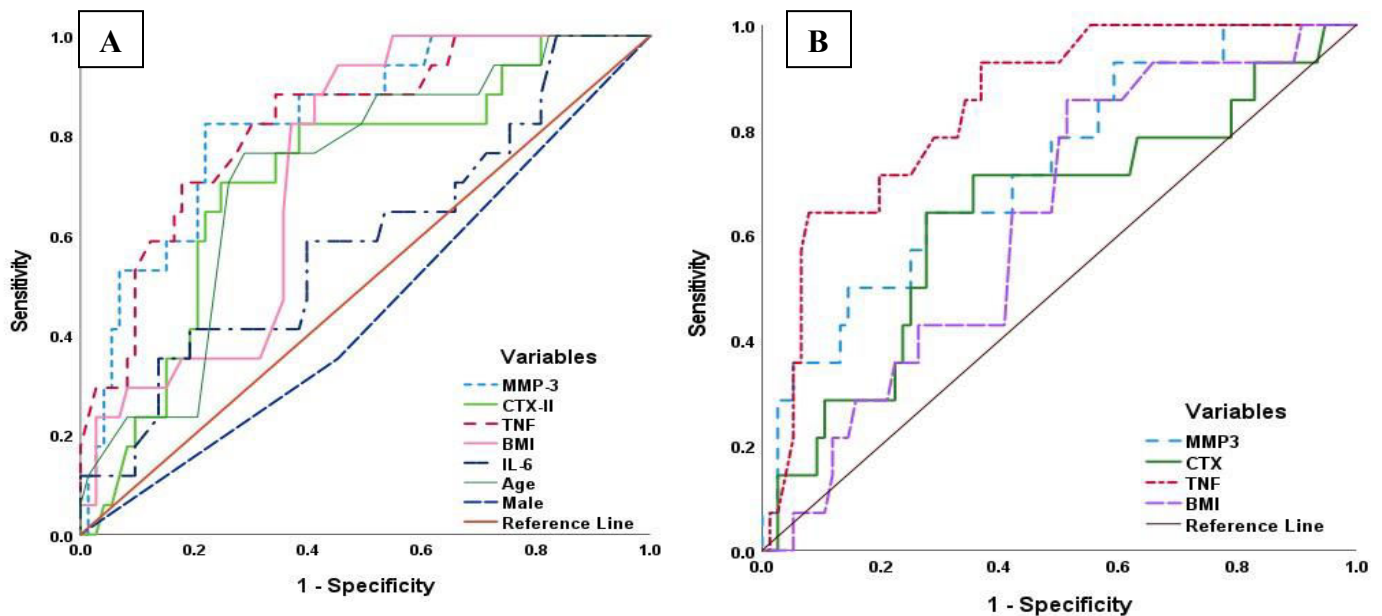 A
1.0
0.8
0.6
0.4
0.2
0.0
Sensitivity
Variables
MMP-3
CTX-II
TNF
BMI
IL-6
Age
Male
Reference Line
0.0 0.2 0.4 0.6 0.8 1.0
1 - Specificity
B
1.0
0.8
0.6
0.4
0.2
0.0
Sensitivity
Variables
MMP3
CTX
TNF
BMI
Reference Line
0.0 0.2 0.4 0.6 0.8 1.0
1 - Specificity